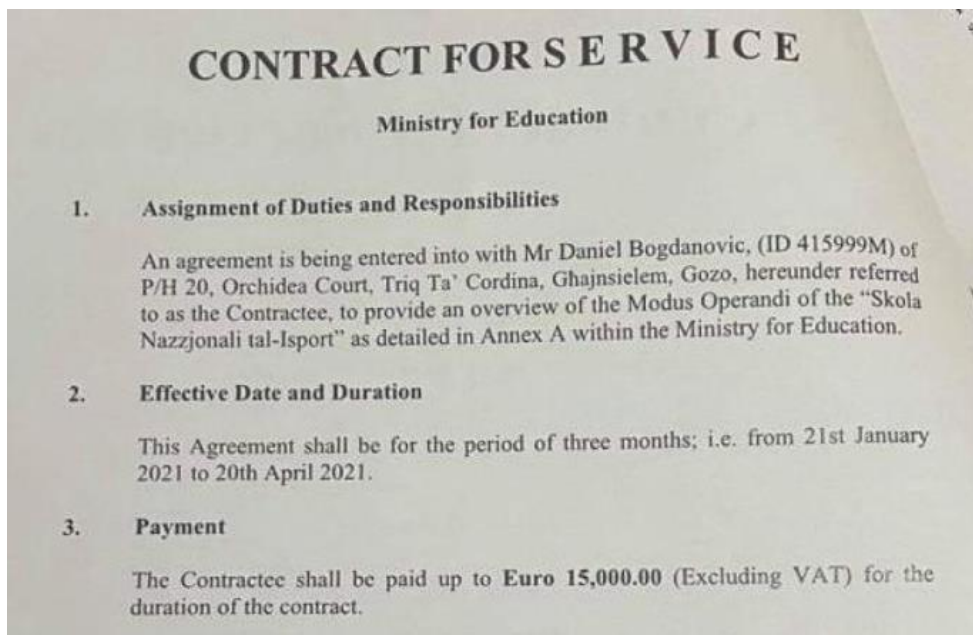 CONTRACT FOR S E R V I C E
Ministry for Education
1. Assignment of Duties and Responsibilities
An agreement is being entered into with Mr Daniel Bogdanovic, (ID 415999M) of
P/H 20, Orchidea Court, Triq Ta' Cordina, Ghajnsielem, Gozo, hereunder referred
to as the Contractee, to provide an overview of the Modus Operandi of the "Skola
Nazzjonali tal-Isport" as detailed in Annex A within the Ministry for Education.
2. Effective Date and Duration
This Agreement shall be for the period of three months; i.e. from 21st January
2021 to 20th April 2021.
3. Payment
The Contractee shall be paid up to Euro 15,000.00 (Excluding VAT) for the
duration of the contract.